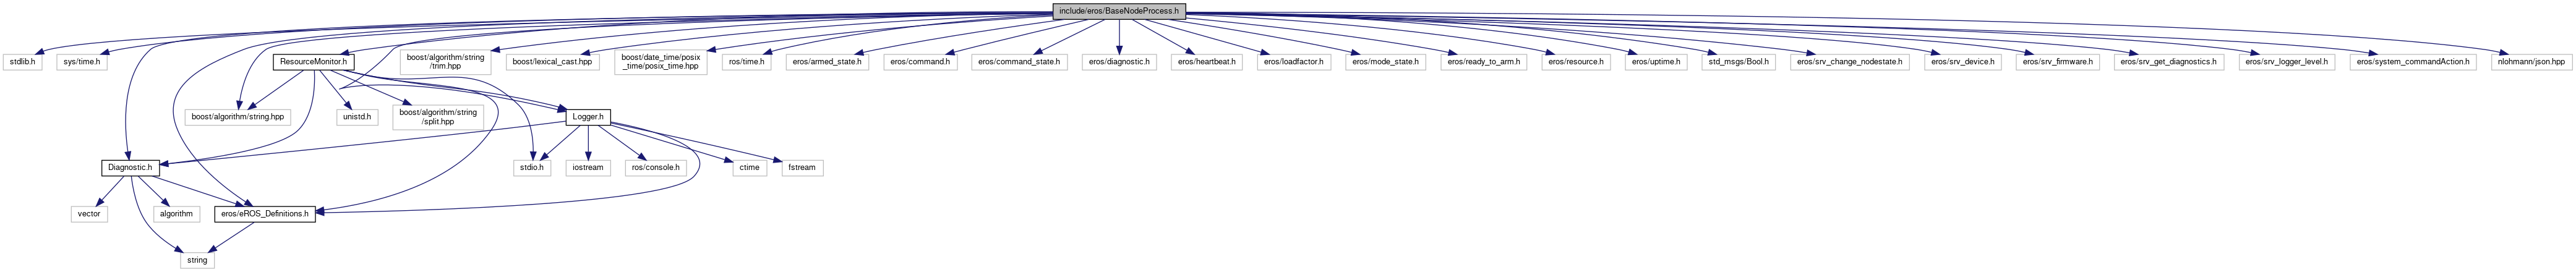 include/eros/BaseNodeProcess.h
stdlib.h
sys/time.h
ResourceMonitor.h
boost/algorithm/string
/trim.hpp
boost/lexical_cast.hpp
boost/date_time/posix
_time/posix_time.hpp
ros/time.h
eros/armed_state.h
eros/command.h
eros/command_state.h
eros/diagnostic.h
eros/heartbeat.h
eros/loadfactor.h
eros/mode_state.h
eros/ready_to_arm.h
eros/resource.h
eros/uptime.h
std_msgs/Bool.h
eros/srv_change_nodestate.h
eros/srv_device.h
eros/srv_firmware.h
eros/srv_get_diagnostics.h
eros/srv_logger_level.h
eros/system_commandAction.h
nlohmann/json.hpp
boost/algorithm/string.hpp
unistd.h
boost/algorithm/string
/split.hpp
Logger.h
Diagnostic.h
stdio.h
iostream
ros/console.h
ctime
fstream
vector
algorithm
eros/eROS_Definitions.h
string